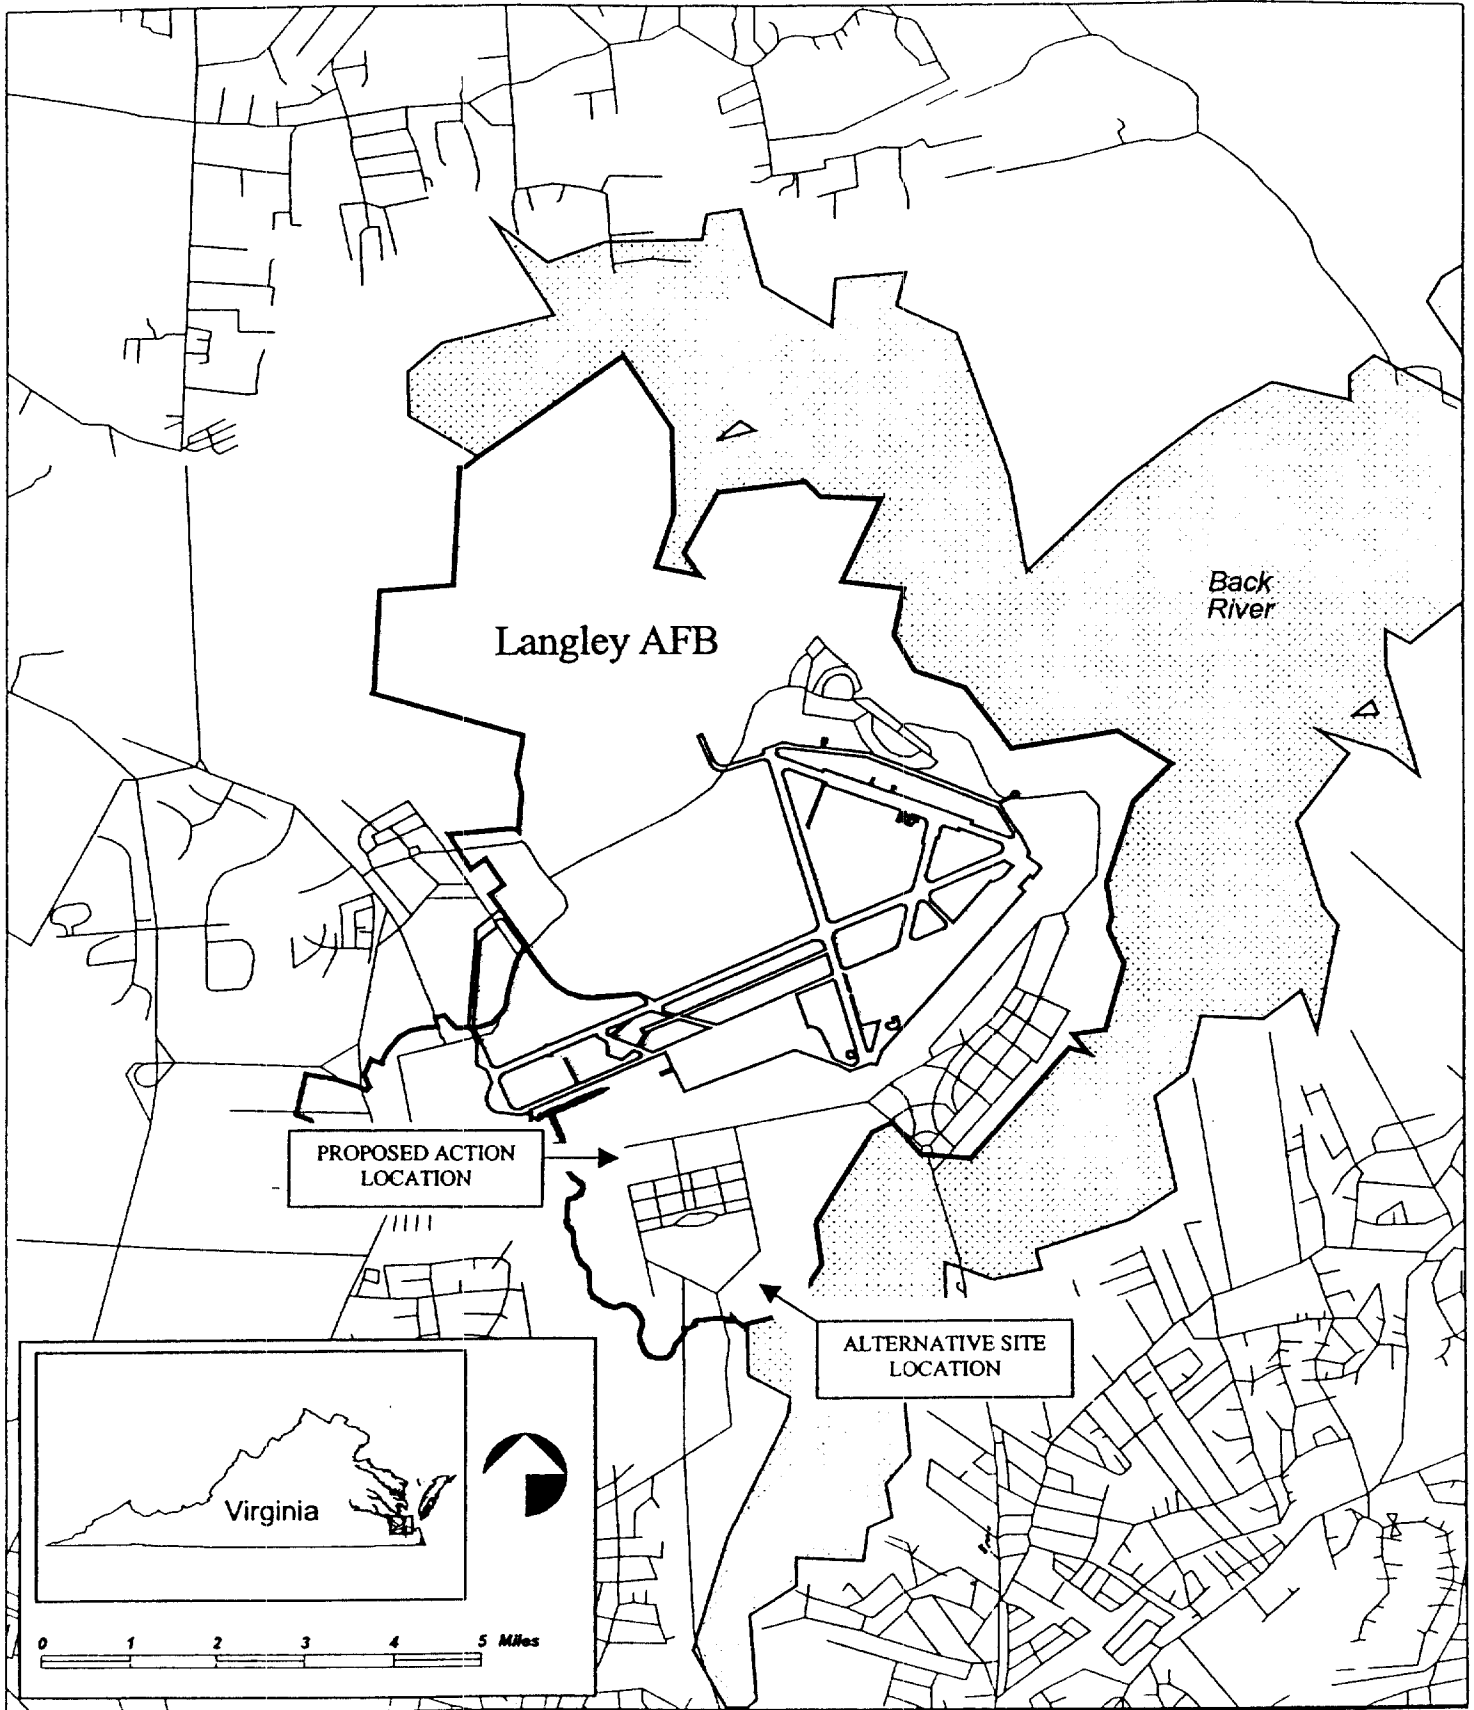 Back
River
Langley AFB
PROPOSED ACTION
LOCATION
ALTERNATIVE SITE
LOCATION
Virginia
0 1 2 3 4 5 Miles